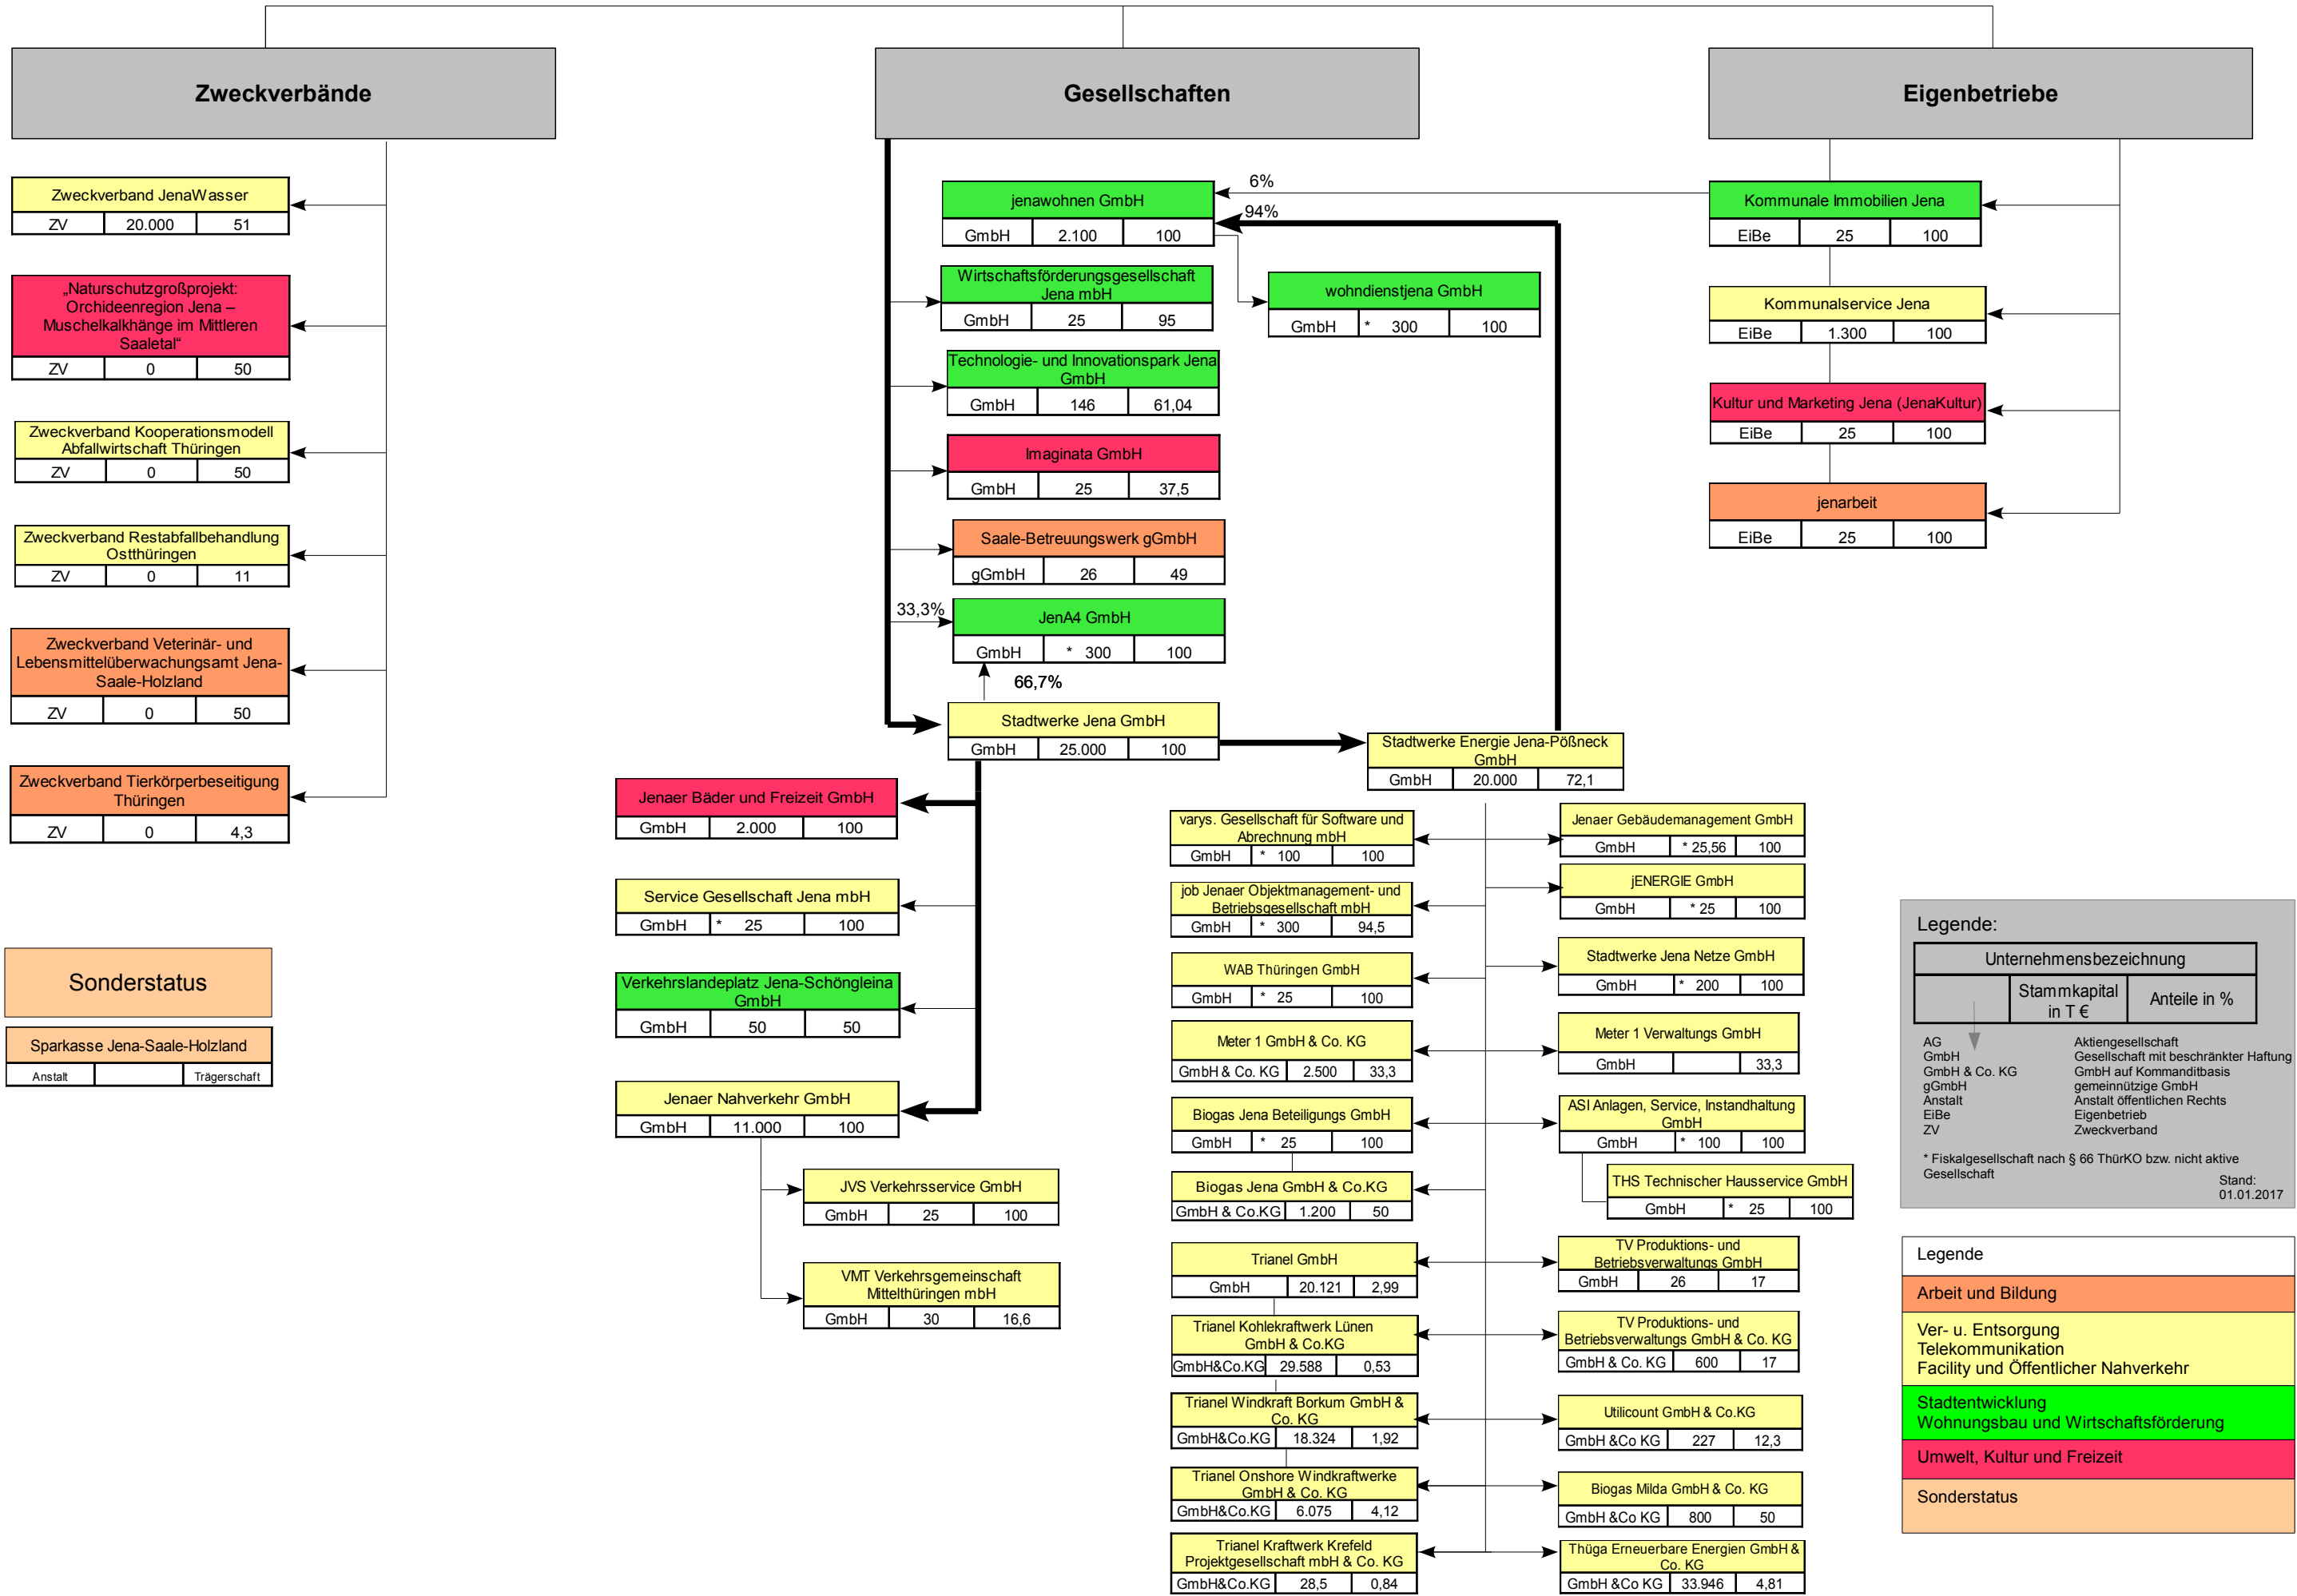 Zweckverbände
Gesellschaften
Eigenbetriebe
Zweckverband JenaWasser
ZV 20.000 51
„Naturschutzgroßprojekt:
Orchideenregion Jena –
Muschelkalkhänge im Mittleren
Saaletal“
ZV 0 50
Zweckverband Kooperationsmodell
Abfallwirtschaft Thüringen
ZV 0 50
Zweckverband Restabfallbehandlung
Ostthüringen
ZV 0 11
Zweckverband Veterinär- und
Lebensmittelüberwachungsamt Jena-
Saale-Holzland
ZV 0 50
Zweckverband Tierkörperbeseitigung
Thüringen
ZV 0 4,3
Sonderstatus
Sparkasse Jena-Saale-Holzland
Anstalt Trägerschaft
jenawohnen GmbH
GmbH 2.100 100
6%
94%
Wirtschaftsförderungsgesellschaft
Jena mbH
GmbH 25 95
wohndienstjena GmbH
GmbH * 300 100
Technologie- und Innovationspark Jena
GmbH
GmbH 146 61,04
Imaginata GmbH
GmbH 25 37,5
Saale-Betreuungswerk gGmbH
gGmbH 26 49
33,3%
JenA4 GmbH
GmbH * 300 100
66,7%
Stadtwerke Jena GmbH
GmbH 25.000 100
Stadtwerke Energie Jena-Pößneck
GmbH
GmbH 20.000 72,1
Jenaer Bäder und Freizeit GmbH
GmbH 2.000 100
Service Gesellschaft Jena mbH
GmbH * 25 100
Verkehrslandeplatz Jena-Schöngleina
GmbH
GmbH 50 50
Jenaer Nahverkehr GmbH
GmbH 11.000 100
JVS Verkehrsservice GmbH
GmbH 25 100
VMT Verkehrsgemeinschaft
Mittelthüringen mbH
GmbH 30 16,6
varys. Gesellschaft für Software und
Abrechnung mbH
GmbH * 100 100
job Jenaer Objektmanagement- und
Betriebsgesellschaft mbH
GmbH * 300 94,5
WAB Thüringen GmbH
GmbH * 25 100
Meter 1 GmbH & Co. KG
GmbH & Co. KG 2.500 33,3
Biogas Jena Beteiligungs GmbH
GmbH * 25 100
Biogas Jena GmbH & Co.KG
GmbH & Co.KG 1.200 50
Trianel GmbH
GmbH 20.121 2,99
Trianel Kohlekraftwerk Lünen
GmbH & Co.KG
GmbH&Co.KG 29.588 0,53
Trianel Windkraft Borkum GmbH &
Co. KG
GmbH&Co.KG 18.324 1,92
Trianel Onshore Windkraftwerke
GmbH & Co. KG
GmbH&Co.KG 6.075 4,12
Trianel Kraftwerk Krefeld
Projektgesellschaft mbH & Co. KG
GmbH&Co.KG 28,5 0,84
Jenaer Gebäudemanagement GmbH
GmbH * 25,56 100
jENERGIE GmbH
GmbH * 25 100
Stadtwerke Jena Netze GmbH
GmbH * 200 100
Meter 1 Verwaltungs GmbH
GmbH 33,3
ASI Anlagen, Service, Instandhaltung
GmbH
GmbH * 100 100
THS Technischer Hausservice GmbH
GmbH * 25 100
TV Produktions- und
Betriebsverwaltungs GmbH
GmbH 26 17
TV Produktions- und
Betriebsverwaltungs GmbH & Co. KG
GmbH & Co. KG 600 17
Utilicount GmbH & Co.KG
GmbH &Co KG 227 12,3
Biogas Milda GmbH & Co. KG
GmbH &Co KG 800 50
Thüga Erneuerbare Energien GmbH &
Co. KG
GmbH &Co KG 33.946 4,81
Kommunale Immobilien Jena
EiBe 25 100
Kommunalservice Jena
EiBe 1.300 100
Kultur und Marketing Jena (JenaKultur)
EiBe 25 100
jenarbeit
EiBe 25 100
Legende:
Unternehmensbezeichnung
Stammkapital
in T € Anteile in %
AG Aktiengesellschaft
GmbH Gesellschaft mit beschränkter Haftung
GmbH & Co. KG GmbH auf Kommanditbasis
gGmbH gemeinnützige GmbH
Anstalt Anstalt öffentlichen Rechts
EiBe Eigenbetrieb
ZV Zweckverband
* Fiskalgesellschaft nach § 66 ThürKO bzw. nicht aktive
Gesellschaft
Stand:
01.01.2017
Legende
Arbeit und Bildung
Ver- u. Entsorgung
Telekommunikation
Facility und Öffentlicher Nahverkehr
Stadtentwicklung
Wohnungsbau und Wirtschaftsförderung
Umwelt, Kultur und Freizeit
Sonderstatus